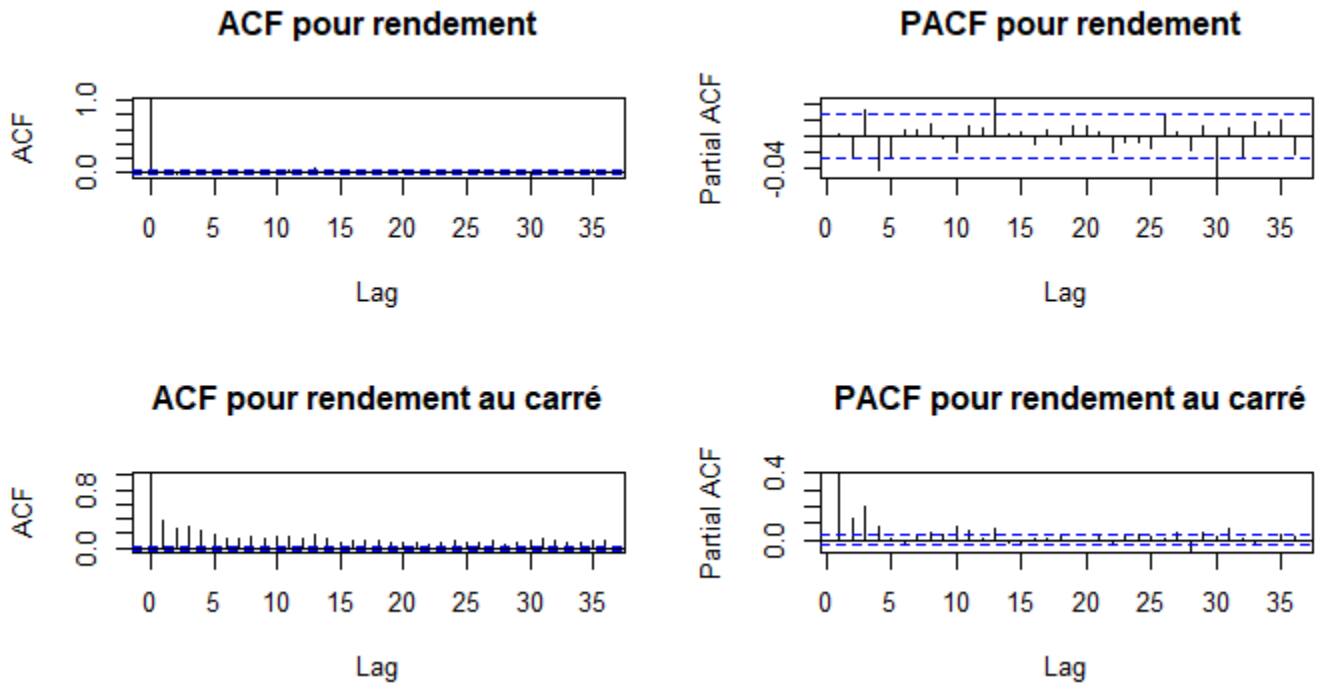 ACF pour rendement
ACF
1.0
0.0
0 5 10 15 20 25 30 35
Lag
PACF pour rendement
Partial ACF
-0.04
0 5 10 15 20 25 30 35
Lag
ACF pour rendement au carré
ACF
0.8
0.0
0 5 10 15 20 25 30 35
Lag
PACF pour rendement au carré
Partial ACF
0.4
0.0
0 5 10 15 20 25 30 35
Lag